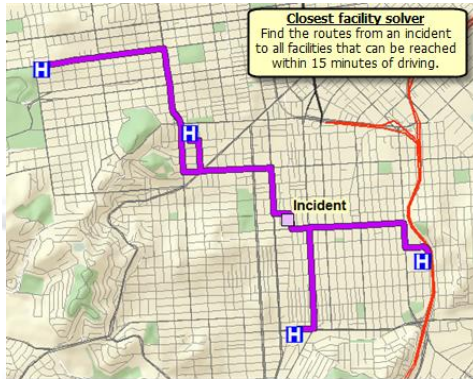 Closest facility solver
Find the routes from an incident
to all facilities that can be reached
within 15 minutes of driving.
H
H
Incident
H
H